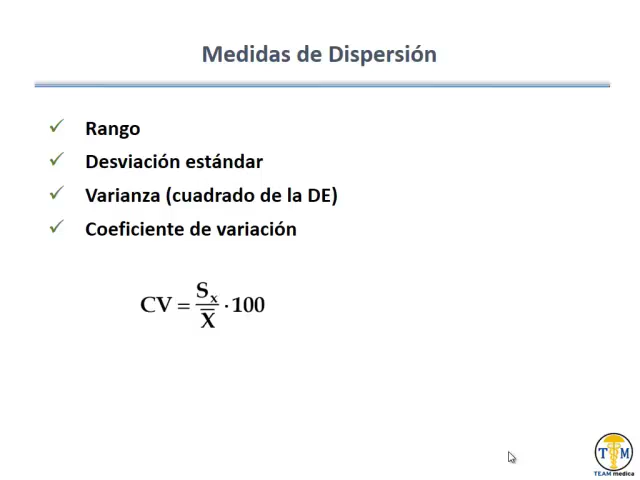 Medidas de Dispersión
✓ Rango
✓ Desviación estándar
✓ Varianza (cuadrado de la DE)
✓ Coeficiente de variación
CV = Sx / X̅ · 100
T M
TEAM medica